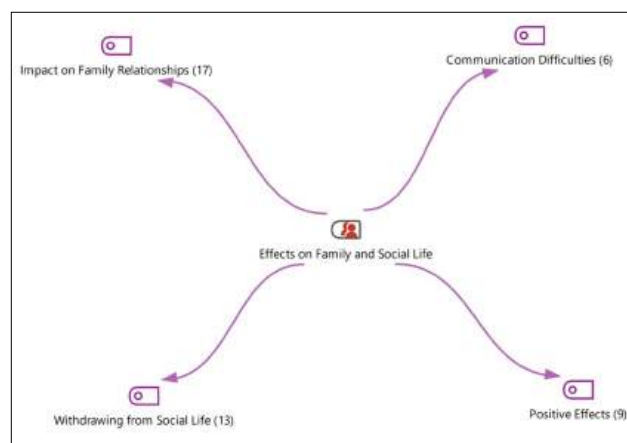 Communication Difficulties (6)
Impact on Family Relationships (17)
Effects on Family and Social Life
Withdrawing from Social Life (13)
Positive Effects (9)